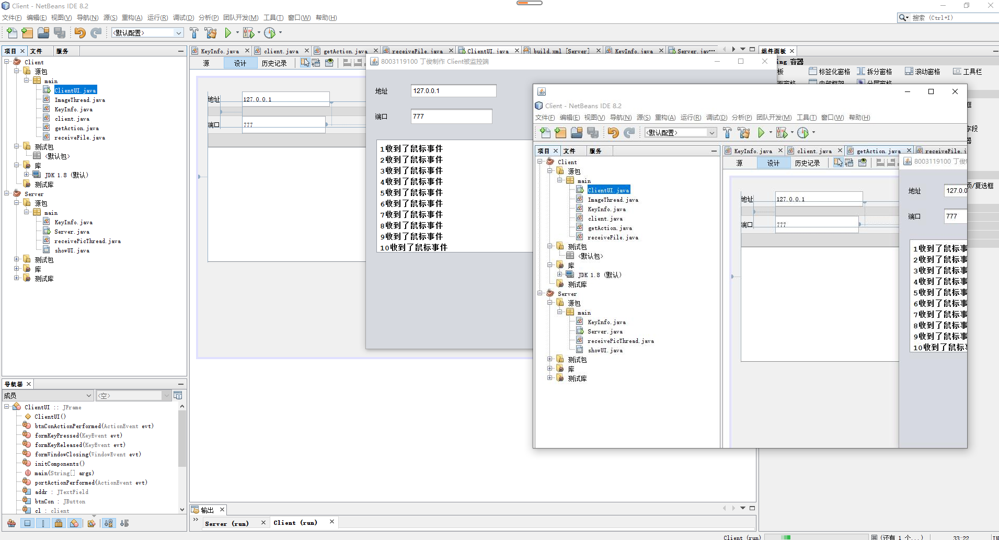 Client - NetBeans IDE 8.2
文件(F) 编辑(E) 视图(V) 导航(N) 源(S) 重构(A) 运行(R) 调试(D) 分析(P) 团队开发(M) 工具(T) 窗口(W) 帮助(H)
搜索 (Ctrl+I)
<默认配置>
项目 文件 服务
KeyInfo.java client.java getAction.java receiveFile.java ClientUI.java build.xml [Server] KeyInfo.java Server.jav...
组件面板
源 设计 历史记录
Client
源包
main
ClientUI.java
ImageThread.java
KeyInfo.java
client.java
getAction.java
receiveFile.java
测试包
<默认包>
库
JDK 1.8 (默认)
测试库
Server
源包
main
KeyInfo.java
Server.java
receivePicThread.java
showUI.java
测试包
库
测试库
地址 127.0.0.1
端口 777
8003119100 丁俊制作 Client被监控端
地址 127.0.0.1
端口 777
1收到了鼠标事件
2收到了鼠标事件
3收到了鼠标事件
4收到了鼠标事件
5收到了鼠标事件
6收到了鼠标事件
7收到了鼠标事件
8收到了鼠标事件
9收到了鼠标事件
10收到了鼠标事件
ing 容器
板 标签化窗格 拆分窗格 滚动窗格 工具栏
框
字段
器
页/复选框
Client - NetBeans IDE 8.2
文件(F) 编辑(E) 视图(V) 导航(N) 源(S) 重构(A) 运行(R) 调试(D) 分析(P) 团队开发(M) 工具(T) 窗口(W) 帮助(H)
<默认配置>
项目 文件 服务
KeyInfo.java client.java getAction.java receiveFile.j
源 设计 历史记录
8003119100 丁俊制
Client
源包
main
ClientUI.java
ImageThread.java
KeyInfo.java
client.java
getAction.java
receiveFile.java
测试包
<默认包>
库
JDK 1.8 (默认)
测试库
Server
源包
main
KeyInfo.java
Server.java
receivePicThread.java
showUI.java
测试包
库
测试库
地址 127.0.0.1
端口 777
地址 127.0.0
端口 777
1收到了鼠标事
2收到了鼠标事
3收到了鼠标事
4收到了鼠标事
5收到了鼠标事
6收到了鼠标事
7收到了鼠标事
8收到了鼠标事
9收到了鼠标事
10收到了鼠标
导航器
成员 <空>
ClientUI :: JFrame
ClientUI()
btnConActionPerformed(ActionEvent evt)
formKeyPressed(KeyEvent evt)
formKeyReleased(KeyEvent evt)
formWindowClosing(WindowEvent evt)
initComponents()
main(String[] args)
portActionPerformed(ActionEvent evt)
addr : JTextField
btnCon : JButton
cl : client
输出
Server (run) Client (run)
Client (run) (还有 1 个...) 33:22 IN